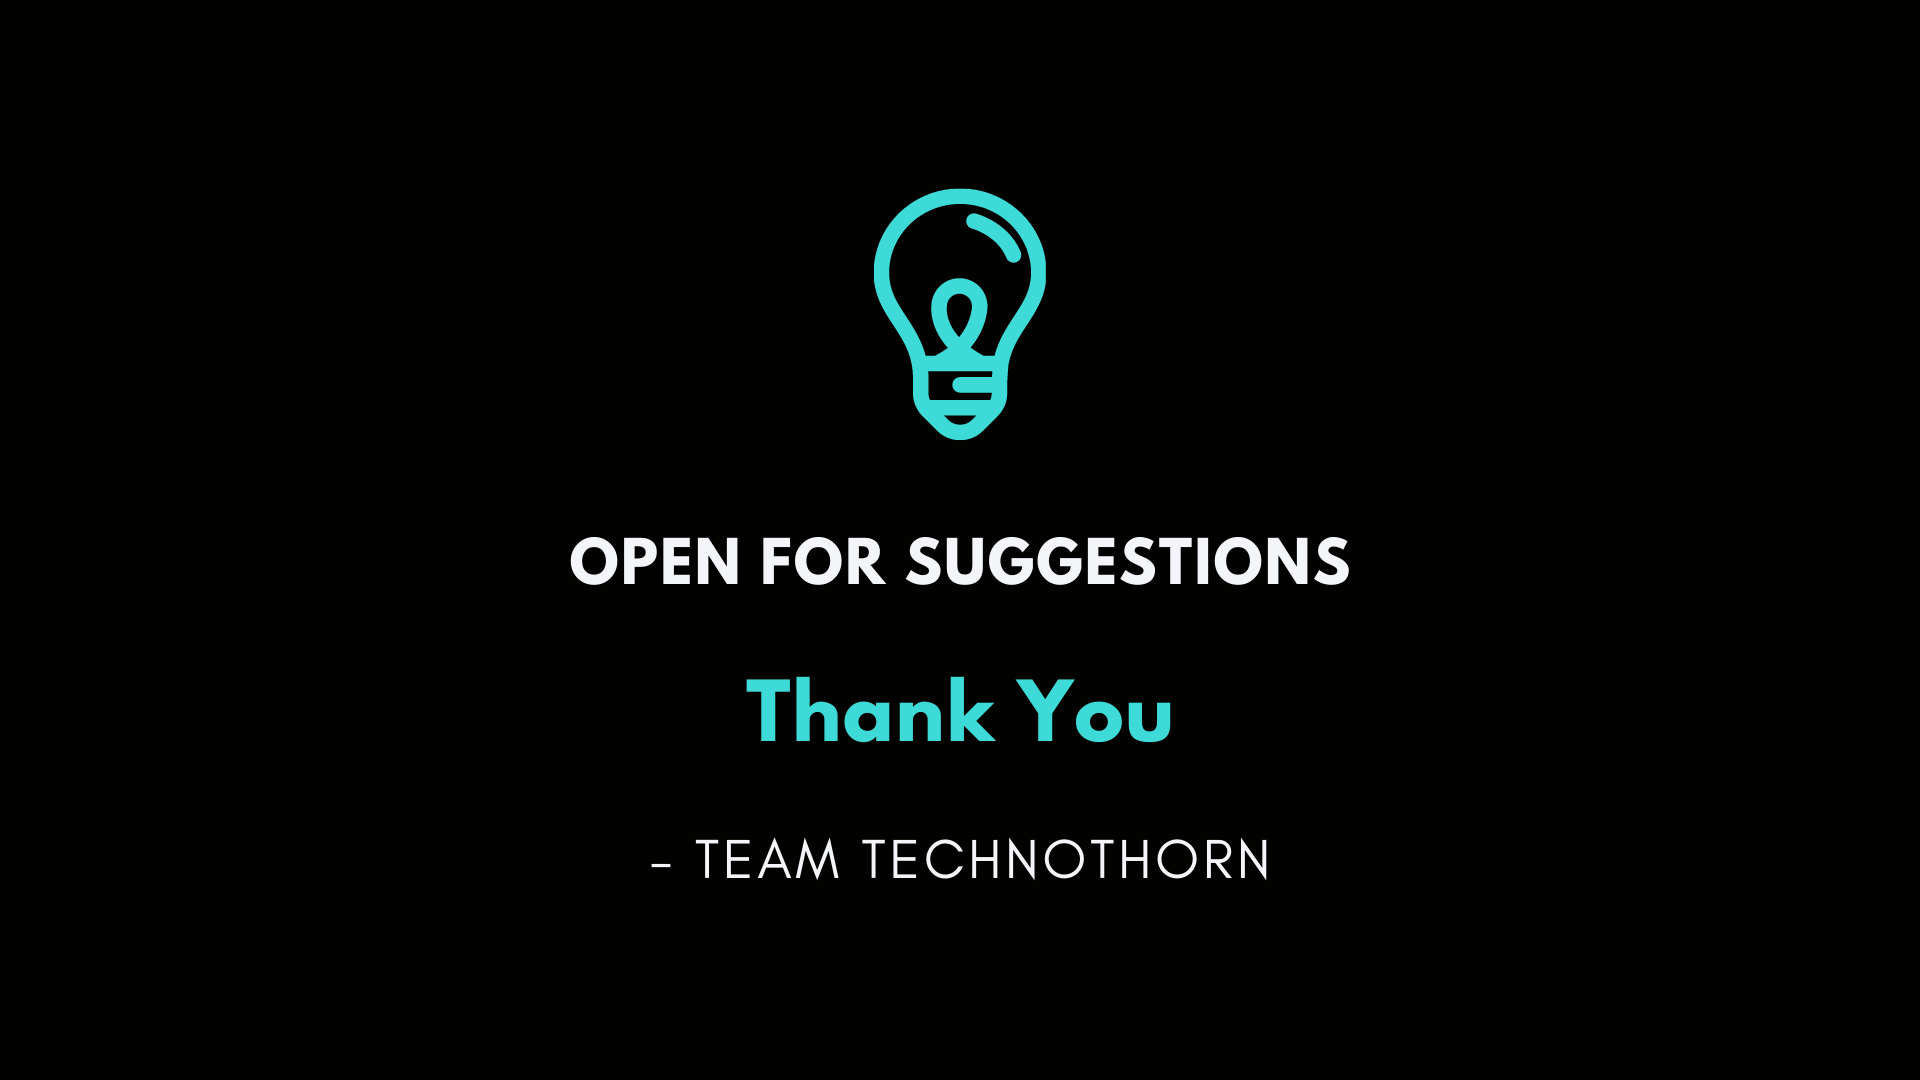 OPEN FOR SUGGESTIONS
Thank You
- TEAM TECHNOTHORN